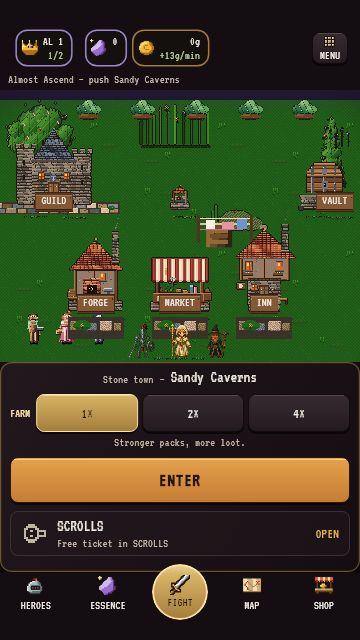 AL 1
1/2
0
0g
+13g/min
MENU
Almost Ascend - push Sandy Caverns
GUILD
VAULT
FORGE
MARKET
INN
Stone town - Sandy Caverns
FARM
1X
2X
4X
Stronger packs, more loot.
ENTER
SCROLLS
Free ticket in SCROLLS
OPEN
HEROES
ESSENCE
FIGHT
MAP
SHOP